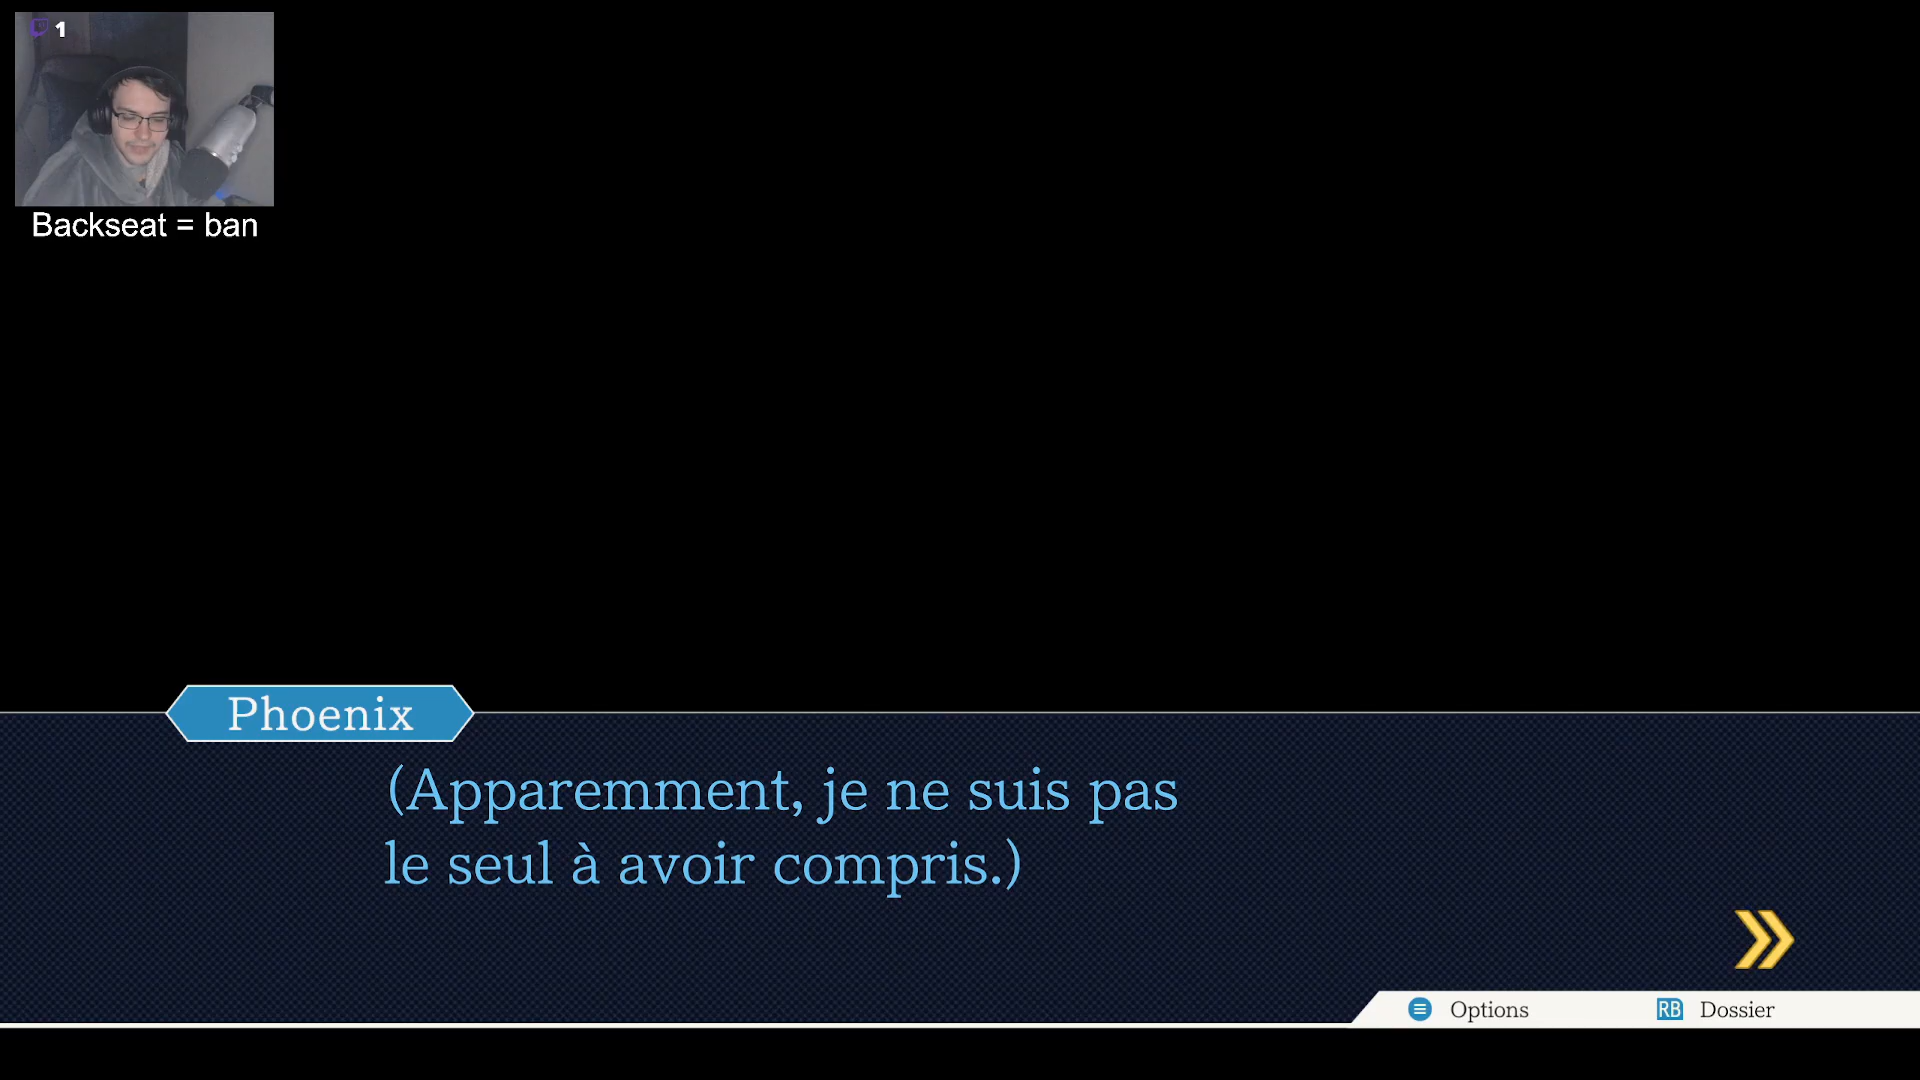 1
Backseat = ban
Phoenix
(Apparemment, je ne suis pas
le seul à avoir compris.)
Options
RB Dossier